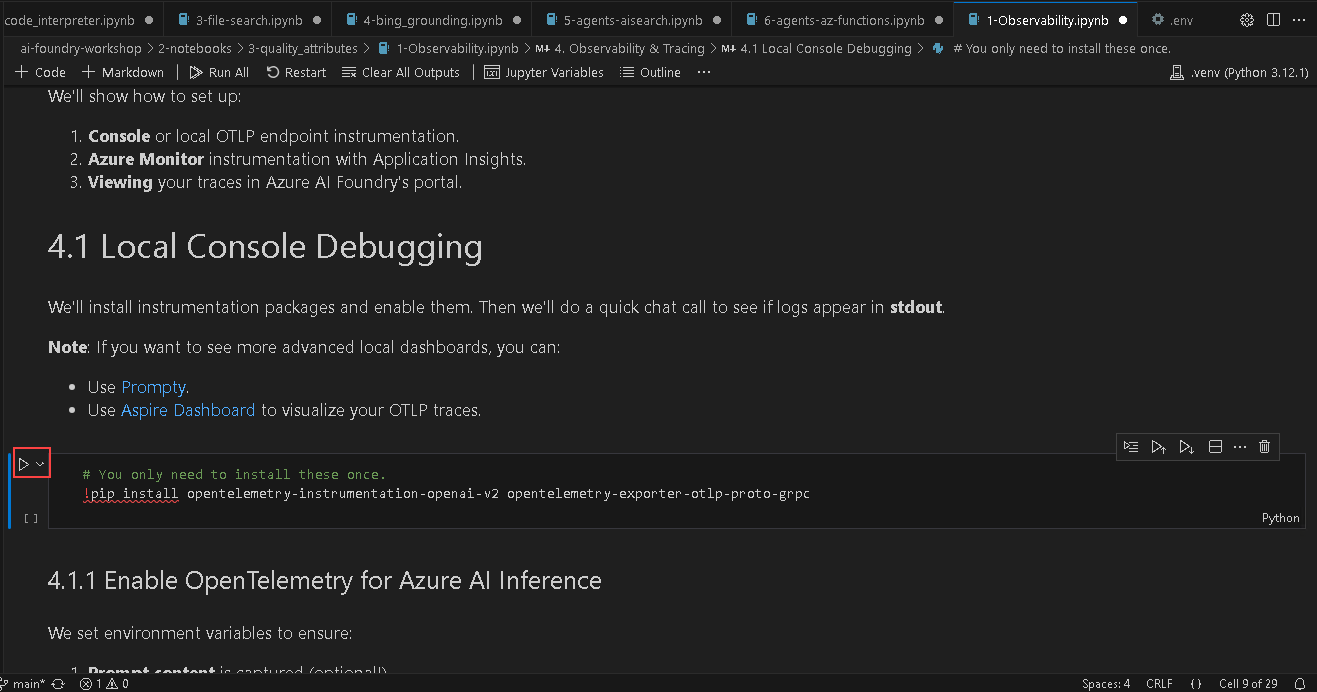 code_interpreter.ipynb
3-file-search.ipynb
4-bing_grounding.ipynb
5-agents-aisearch.ipynb
6-agents-az-functions.ipynb
1-Observability.ipynb
.env
ai-foundry-workshop > 2-notebooks > 3-quality_attributes > 1-Observability.ipynb > M↓ 4. Observability & Tracing > M↓ 4.1 Local Console Debugging > # You only need to install these once.
+ Code + Markdown | Run All Restart Clear All Outputs | Jupyter Variables Outline ··· .venv (Python 3.12.1)
We'll show how to set up:
1. Console or local OTLP endpoint instrumentation.
2. Azure Monitor instrumentation with Application Insights.
3. Viewing your traces in Azure AI Foundry's portal.
4.1 Local Console Debugging
We'll install instrumentation packages and enable them. Then we'll do a quick chat call to see if logs appear in stdout.
Note: If you want to see more advanced local dashboards, you can:
• Use Prompty.
• Use Aspire Dashboard to visualize your OTLP traces.
# You only need to install these once.
!pip install opentelemetry-instrumentation-openai-v2 opentelemetry-exporter-otlp-proto-grpc
[ ]
Python
4.1.1 Enable OpenTelemetry for Azure AI Inference
We set environment variables to ensure:
1. Prompt content is captured (optional!)
main* 1 0 Spaces: 4 CRLF {} Cell 9 of 29